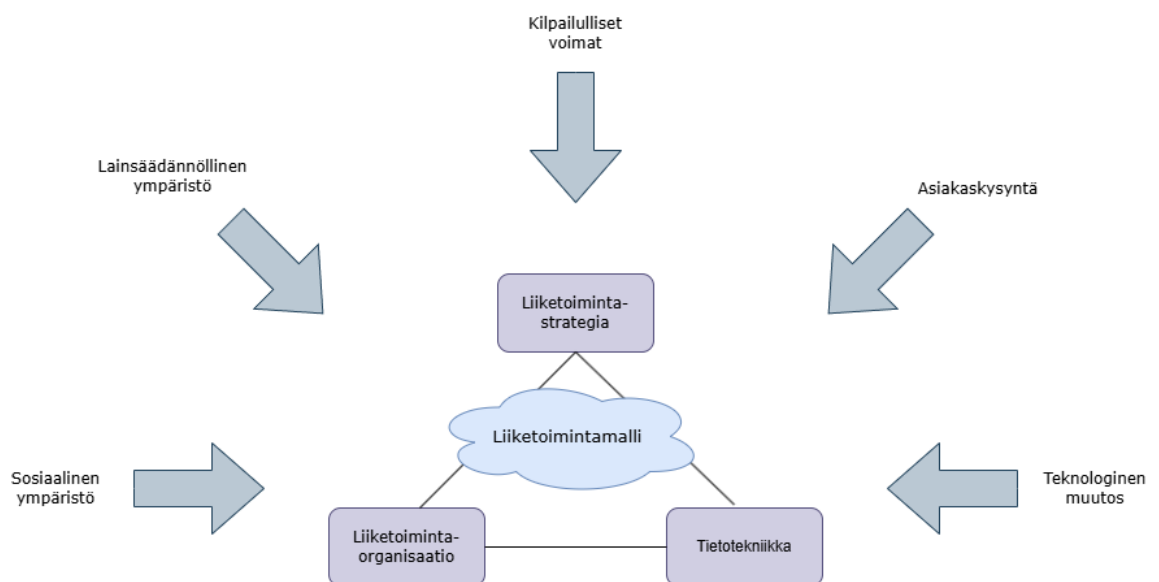 Kilpailulliset
voimat
Lainsäädännöllinen
ympäristö
Asiakaskysyntä
Liiketoiminta-
strategia
Liiketoimintamalli
Sosiaalinen
ympäristö
Teknologinen
muutos
Liiketoiminta-
organisaatio
Tietotekniikka